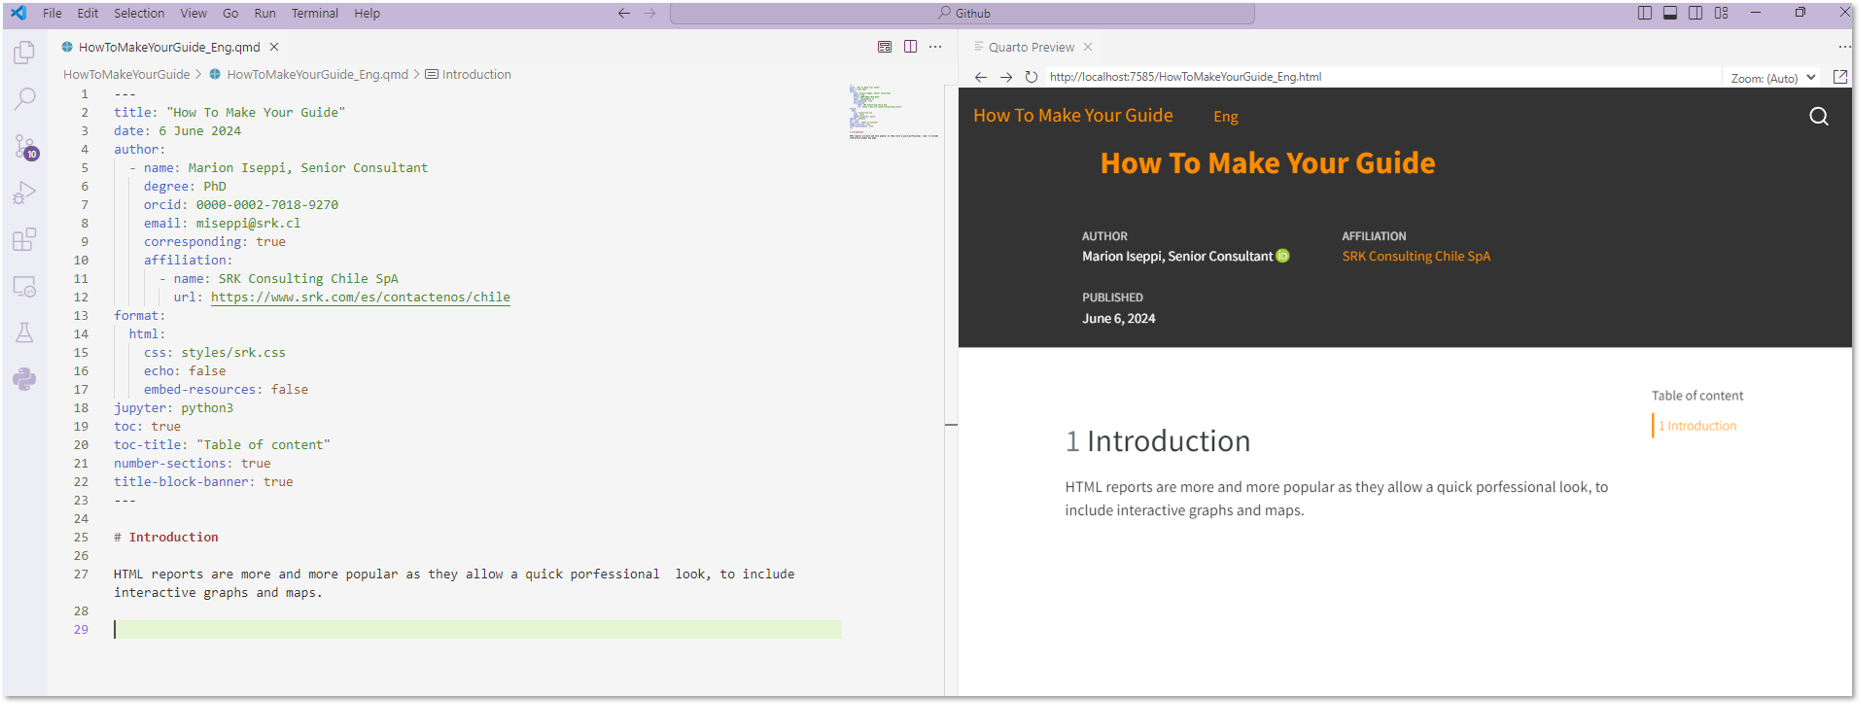 File Edit Selection View Go Run Terminal Help
Github
HowToMakeYourGuide_Eng.qmd
HowToMakeYourGuide > HowToMakeYourGuide_Eng.qmd > Introduction
10
1 ---
2 title: "How To Make Your Guide"
3 date: 6 June 2024
4 author:
5 - name: Marion Iseppi, Senior Consultant
6 degree: PhD
7 orcid: 0000-0002-7018-9270
8 email: miseppi@srk.cl
9 corresponding: true
10 affiliation:
11 - name: SRK Consulting Chile SpA
12 url: https://www.srk.com/es/contactenos/chile
13 format:
14 html:
15 css: styles/srk.css
16 echo: false
17 embed-resources: false
18 jupyter: python3
19 toc: true
20 toc-title: "Table of content"
21 number-sections: true
22 title-block-banner: true
23 ---
24
25 # Introduction
26
27 HTML reports are more and more popular as they allow a quick porfessional  look, to include
interactive graphs and maps.
28
29
Quarto Preview
http://localhost:7585/HowToMakeYourGuide_Eng.html
Zoom: (Auto)
How To Make Your Guide Eng
How To Make Your Guide
AUTHOR AFFILIATION
Marion Iseppi, Senior Consultant iD SRK Consulting Chile SpA
PUBLISHED
June 6, 2024
Table of content
1 Introduction
1 Introduction
HTML reports are more and more popular as they allow a quick porfessional look, to
include interactive graphs and maps.